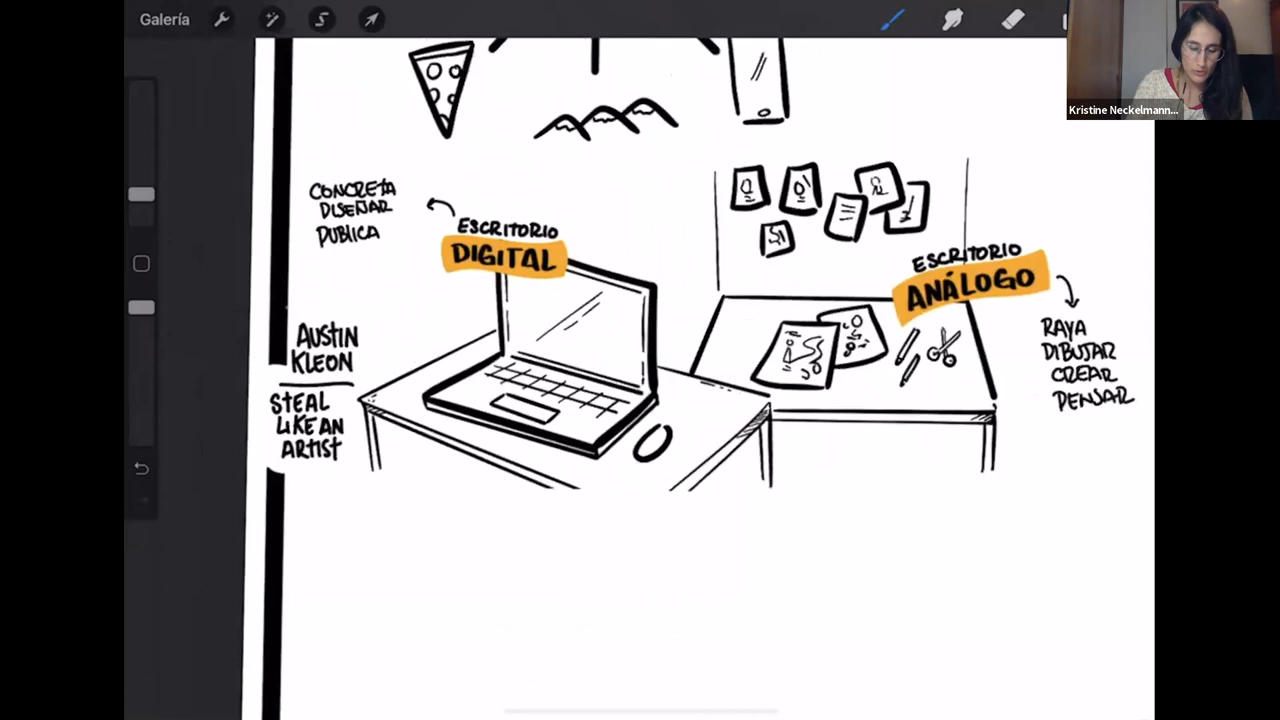 Galería
Kristine Neckelmann...
CONCRETA
DISEÑAR
PUBLICA
ESCRITORIO
DIGITAL
ESCRITORIO
ANÁLOGO
RAYA
DIBUJAR
CREAR
PENSAR
AUSTIN
KLEON
STEAL
LIKE AN
ARTIST